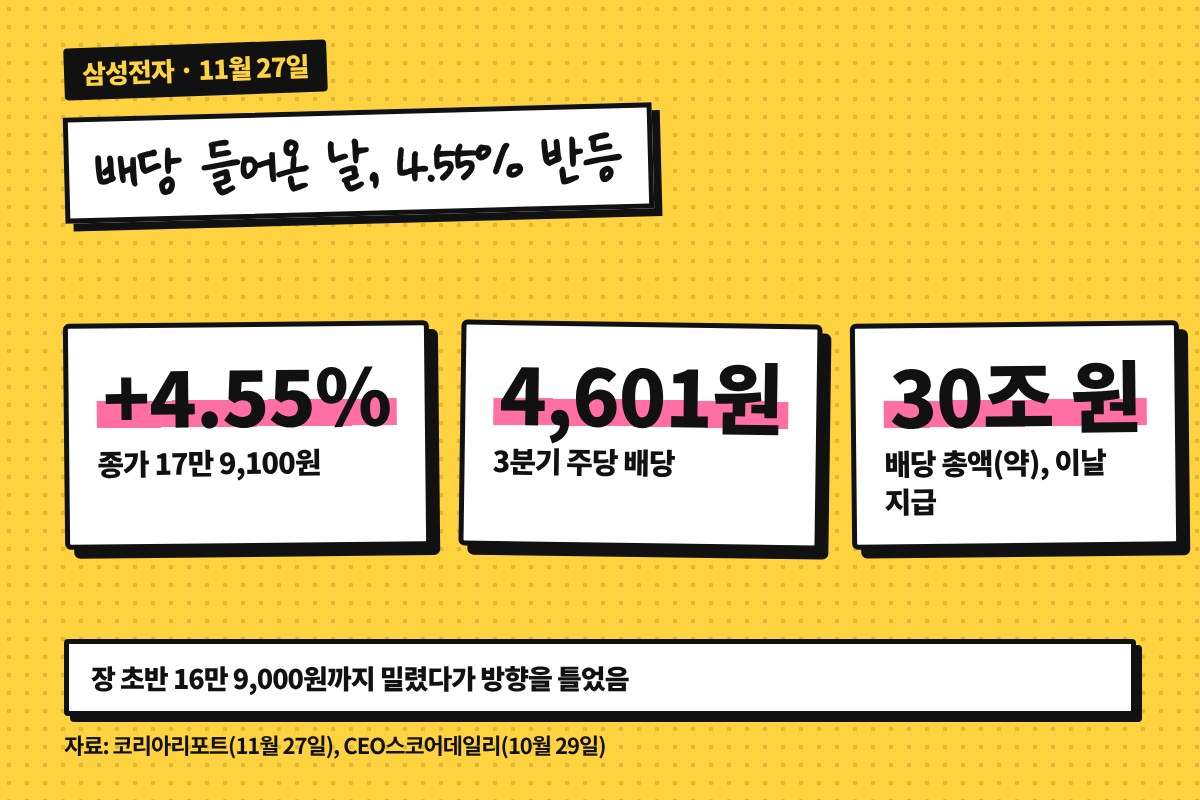 삼성전자 · 11월 27일
배당 들어온 날, 4.55% 반등
+4.55%
종가 17만 9,100원
4,601원
3분기 주당 배당
30조 원
배당 총액(약), 이날
지급
장 초반 16만 9,000원까지 밀렸다가 방향을 틀었음
자료: 코리아리포트(11월 27일), CEO스코어데일리(10월 29일)